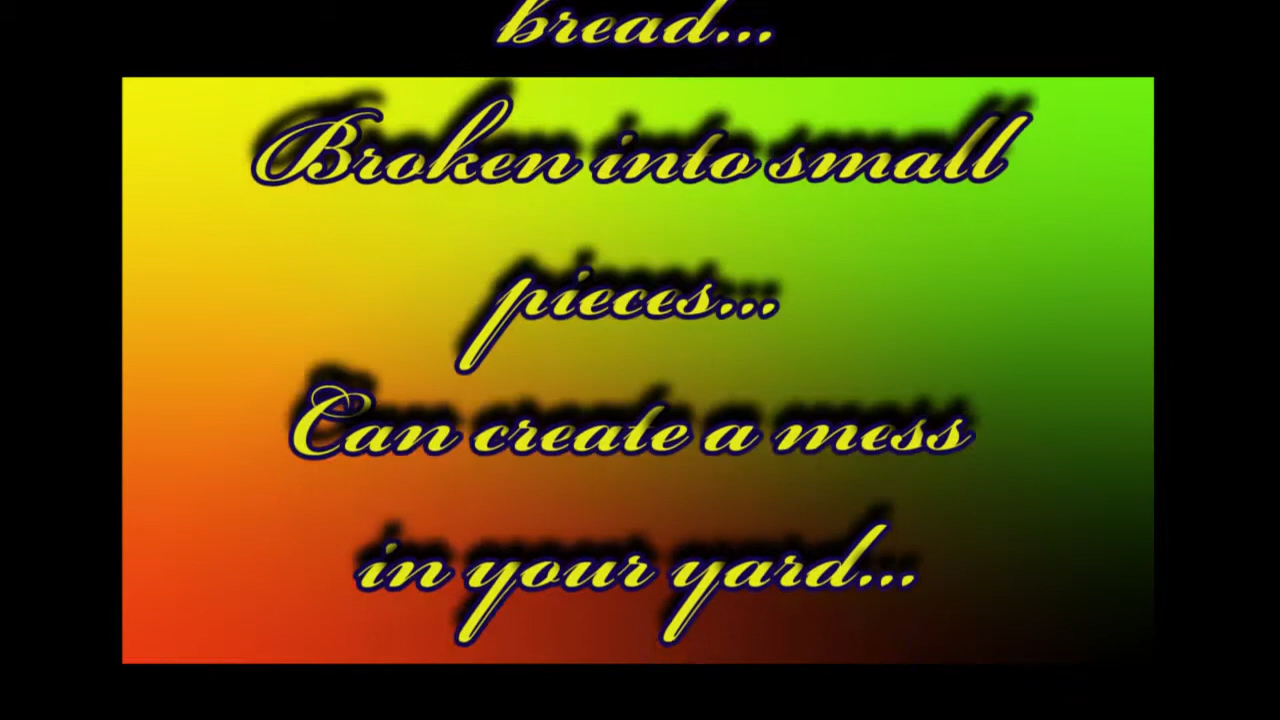 bread...
Broken into small
pieces...
Can create a mess
in your yard...